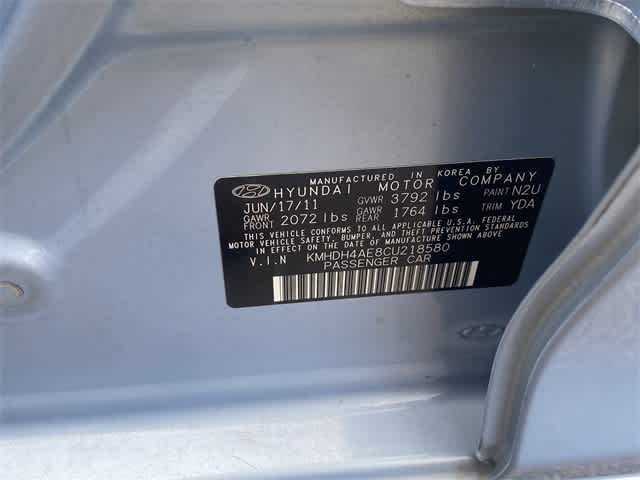 MANUFACTURED IN KOREA BY
HYUNDAI MOTOR COMPANY
JUN/17/11 GVWR 3792 lbs PAINT N2U
GAWR FRONT 2072 lbs GAWR REAR 1764 lbs TRIM YDA
THIS VEHICLE CONFORMS TO ALL APPLICABLE U.S.A. FEDERAL
MOTOR VEHICLE SAFETY, BUMPER, AND THEFT PREVENTION STANDARDS
IN EFFECT ON THE DATE OF MANUFACTURE SHOWN ABOVE.
V.I.N KMHDH4AE8CU218580
PASSENGER CAR